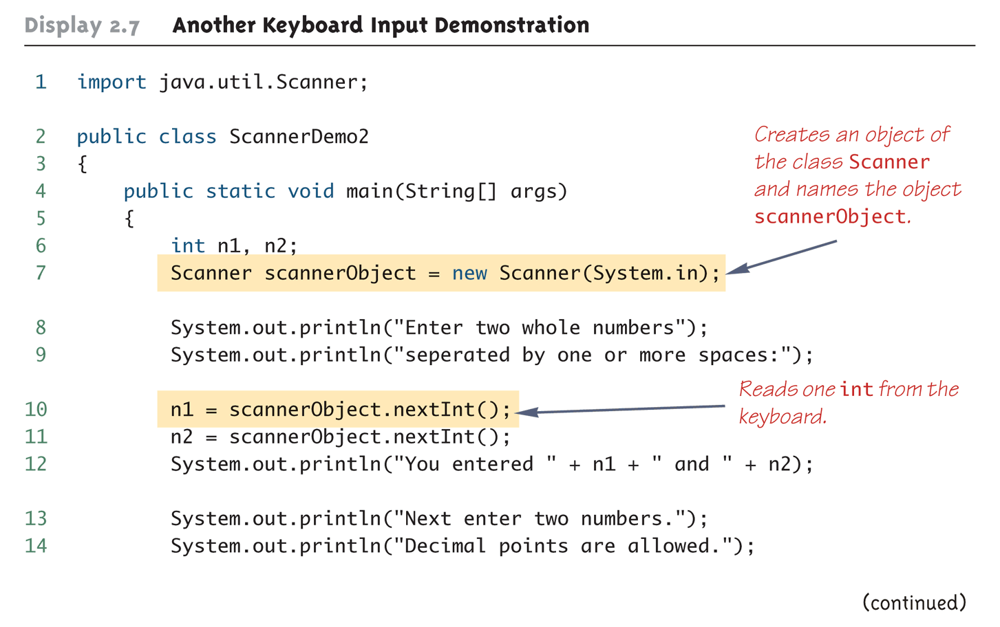 Display 2.7 Another Keyboard Input Demonstration
1 import java.util.Scanner;
2 public class ScannerDemo2
3 {
4 public static void main(String[] args)
5 {
6 int n1, n2;
7 Scanner scannerObject = new Scanner(System.in);
Creates an object of
the class Scanner
and names the object
scannerObject.
8 System.out.println("Enter two whole numbers");
9 System.out.println("seperated by one or more spaces:");
10 n1 = scannerObject.nextInt();
Reads one int from the
keyboard.
11 n2 = scannerObject.nextInt();
12 System.out.println("You entered " + n1 + " and " + n2);
13 System.out.println("Next enter two numbers.");
14 System.out.println("Decimal points are allowed.");
(continued)